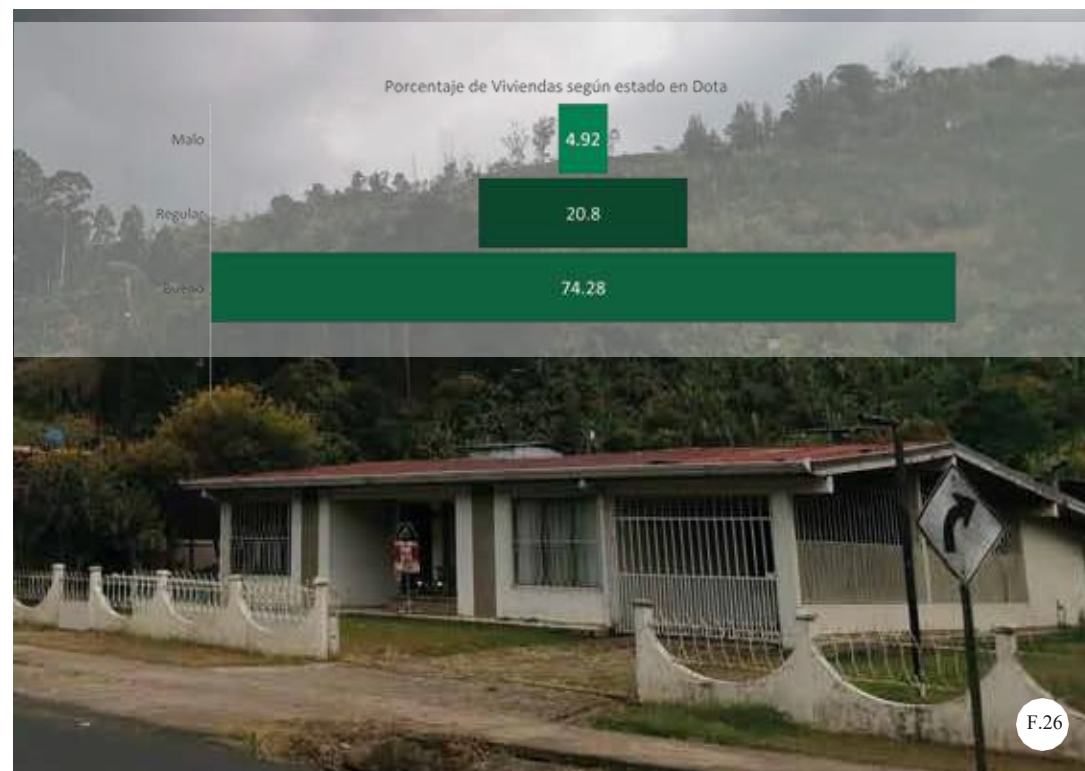 Porcentaje de Viviendas según estado en Dota
Malo
4.92
Regular
20.8
Bueno
74.28
F.26